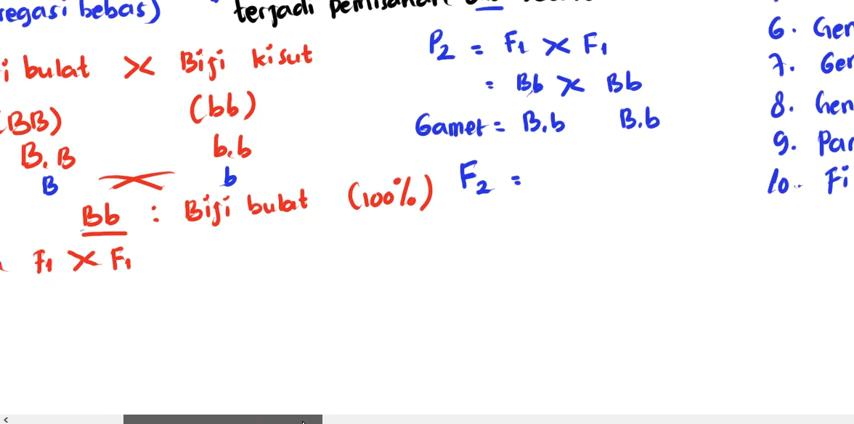 regasi bebas)
terjadi
i bulat × Biji kisut
(BB) (bb)
B. B b.b
B b
Bb : Biji bulat (100%)
F1 × F1
P2 = F1 × F1
= Bb × Bb
Gamet = B.b B.b
F2 =
6. Gen
7. Gen
8. Gen
9. Par
10. Fi